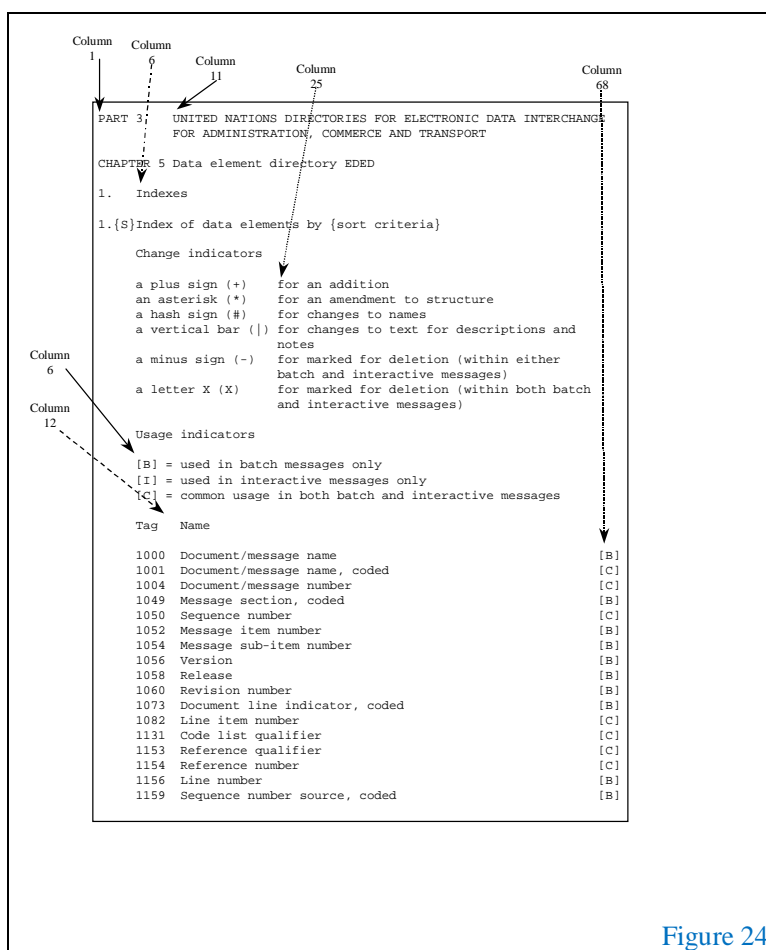 Column
1
Column
6
Column
11
Column
25
Column
68
PART 3 UNITED NATIONS DIRECTORIES FOR ELECTRONIC DATA INTERCHANGE
FOR ADMINISTRATION, COMMERCE AND TRANSPORT
CHAPTER 5 Data element directory EDED
1. Indexes
1.{S}Index of data elements by {sort criteria}
Change indicators
a plus sign (+) for an addition
an asterisk (*) for an amendment to structure
a hash sign (#) for changes to names
a vertical bar (|) for changes to text for descriptions and
notes
a minus sign (-) for marked for deletion (within either
batch and interactive messages)
a letter X (X) for marked for deletion (within both batch
and interactive messages)
Column
6
Column
12
Usage indicators
[B] = used in batch messages only
[I] = used in interactive messages only
[C] = common usage in both batch and interactive messages
Tag Name
1000 Document/message name [B]
1001 Document/message name, coded [C]
1004 Document/message number [C]
1049 Message section, coded [B]
1050 Sequence number [C]
1052 Message item number [B]
1054 Message sub-item number [B]
1056 Version [B]
1058 Release [B]
1060 Revision number [B]
1073 Document line indicator, coded [B]
1082 Line item number [C]
1131 Code list qualifier [C]
1153 Reference qualifier [C]
1154 Reference number [C]
1156 Line number [B]
1159 Sequence number source, coded [B]
Figure 24